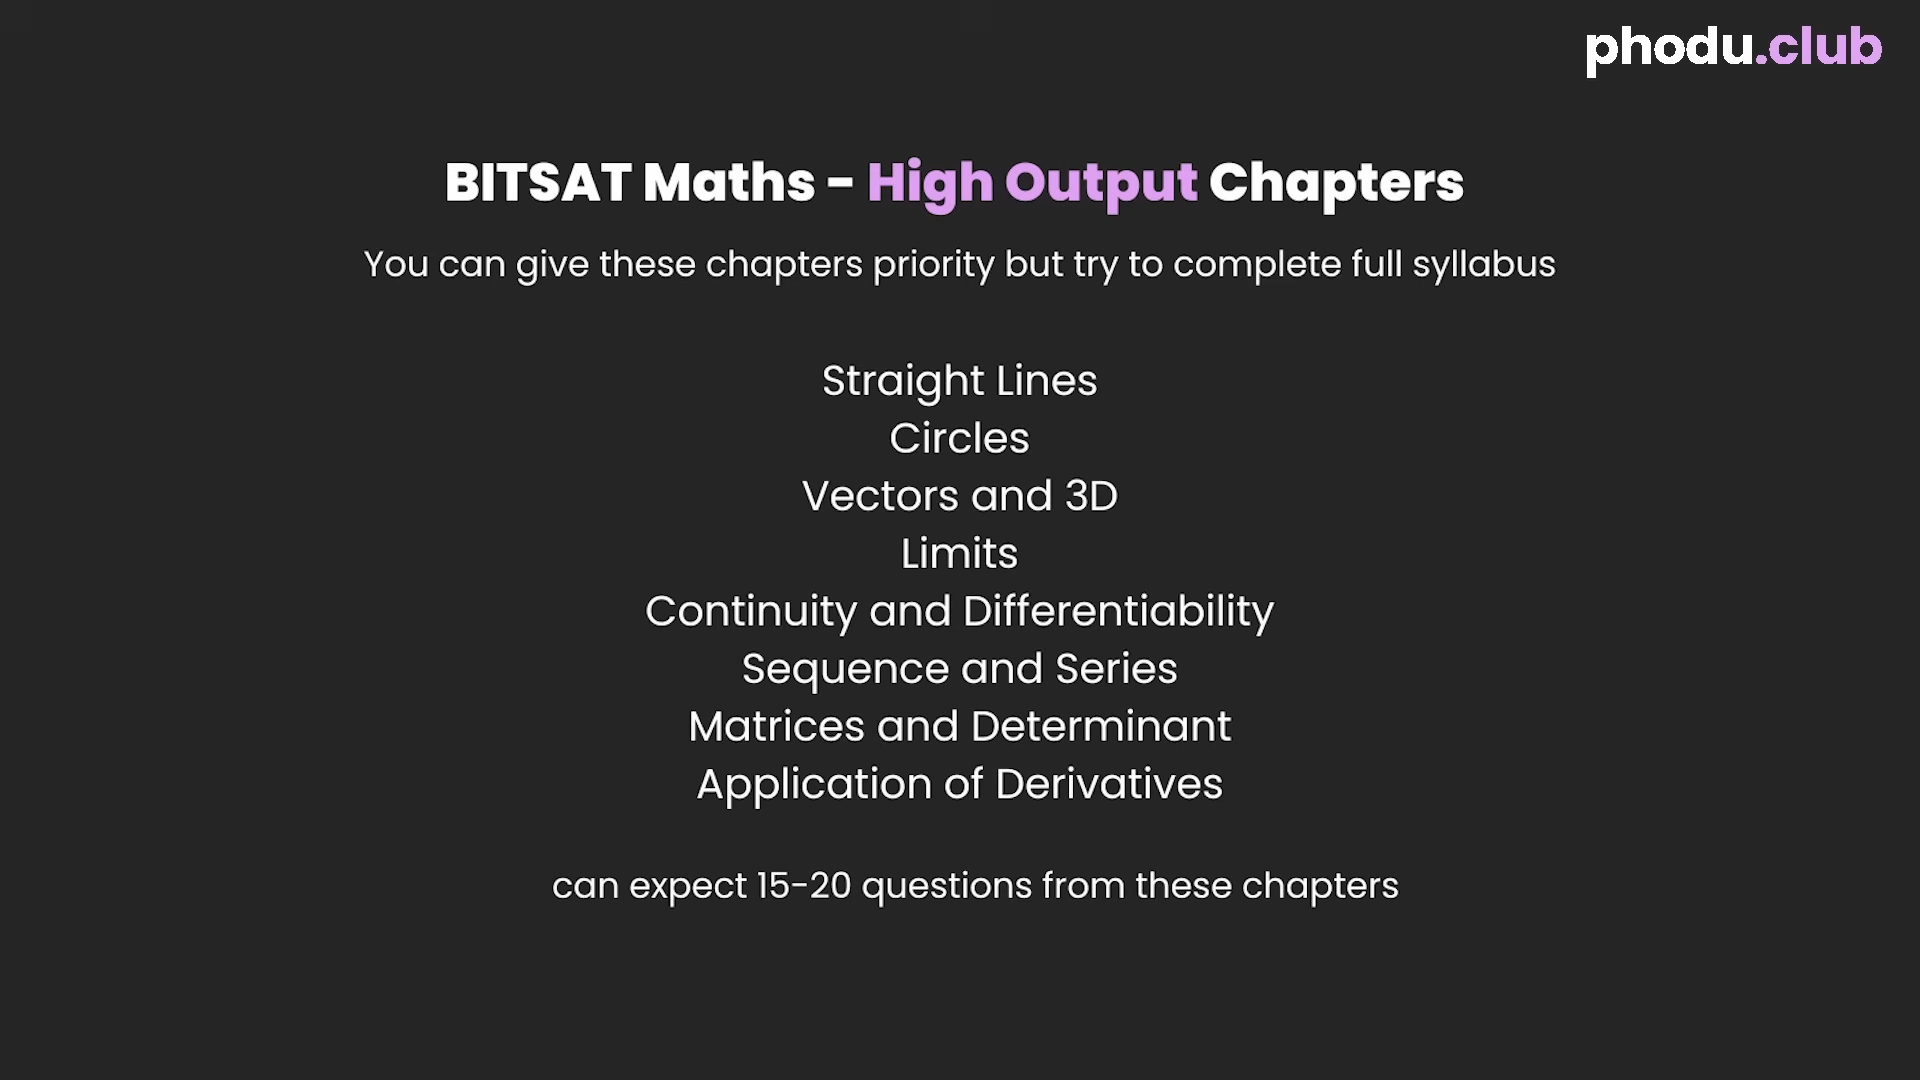 phodu.club
BITSAT Maths - High Output Chapters
You can give these chapters priority but try to complete full syllabus
Straight Lines
Circles
Vectors and 3D
Limits
Continuity and Differentiability
Sequence and Series
Matrices and Determinant
Application of Derivatives
can expect 15-20 questions from these chapters